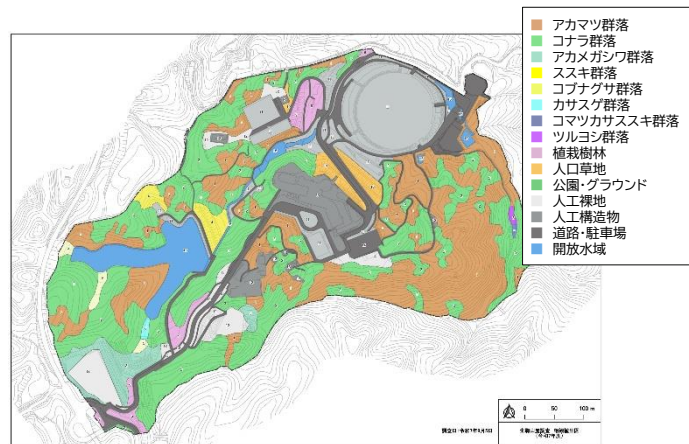 アカマツ群落
コナラ群落
アカメガシワ群落
ススキ群落
コブナグサ群落
カサスゲ群落
コマツカサススキ群落
ツルヨシ群落
植栽樹林
人口草地
公園・グラウンド
人工裸地
人工構造物
道路・駐車場
開放水域
0 50 100 m